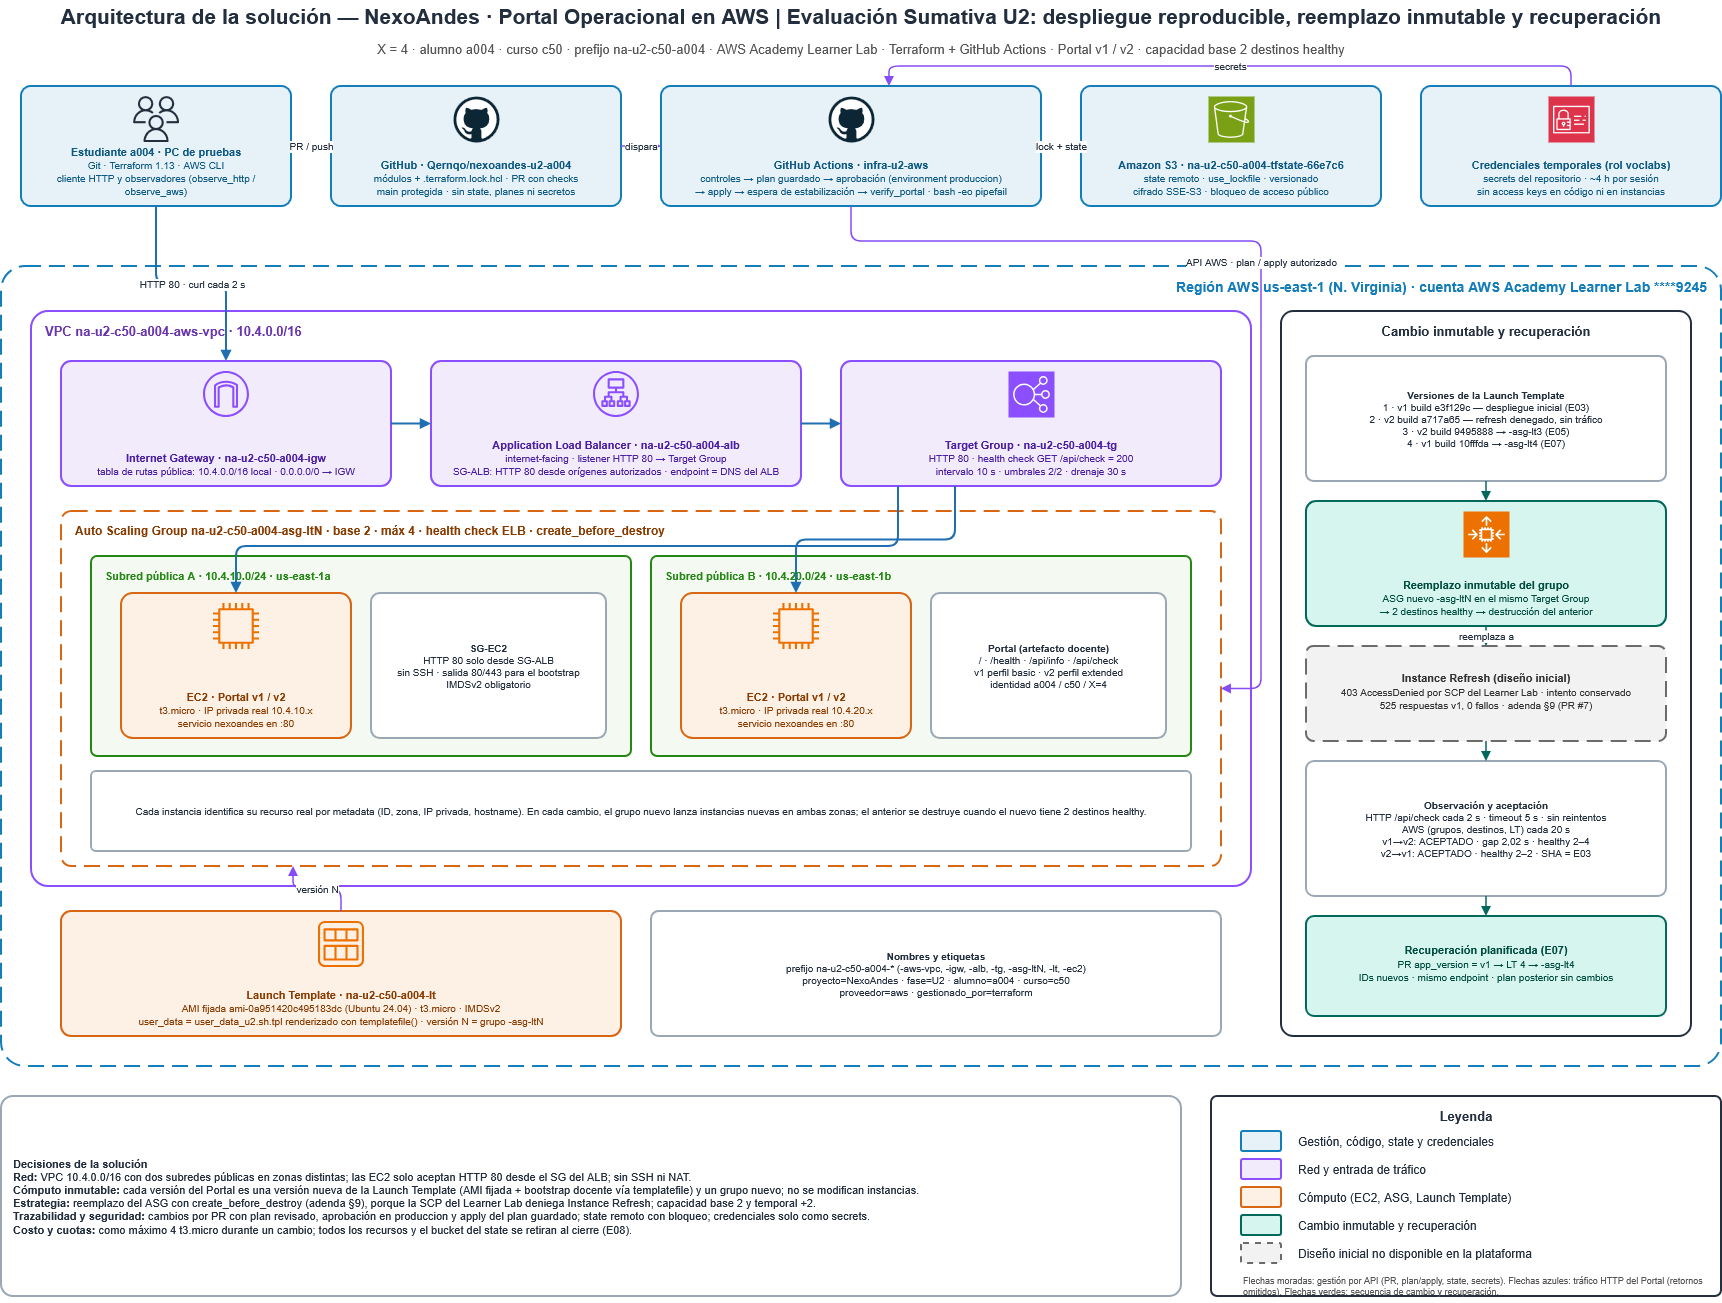 Arquitectura de la solución — NexoAndes · Portal Operacional en AWS | Evaluación Sumativa U2: despliegue reproducible, reemplazo inmutable y recuperación
X = 4 · alumno a004 · curso c50 · prefijo na-u2-c50-a004 · AWS Academy Learner Lab · Terraform + GitHub Actions · Portal v1 / v2 · capacidad base 2 destinos healthy
secrets
Estudiante a004 · PC de pruebas
Git · Terraform 1.13 · AWS CLI
cliente HTTP y observadores (observe_http /
observe_aws)
PR / push
GitHub · Qernqo/nexoandes-u2-a004
módulos + .terraform.lock.hcl · PR con checks
main protegida · sin state, planes ni secretos
dispara
GitHub Actions · infra-u2-aws
controles → plan guardado → aprobación (environment produccion)
→ apply → espera de estabilización → verify_portal · bash -eo pipefail
lock + state
Amazon S3 · na-u2-c50-a004-tfstate-66e7c6
state remoto · use_lockfile · versionado
cifrado SSE-S3 · bloqueo de acceso público
Credenciales temporales (rol voclabs)
secrets del repositorio · ~4 h por sesión
sin access keys en código ni en instancias
API AWS · plan / apply autorizado
HTTP 80 · curl cada 2 s
Región AWS us-east-1 (N. Virginia) · cuenta AWS Academy Learner Lab ****9245
VPC na-u2-c50-a004-aws-vpc · 10.4.0.0/16
Internet Gateway · na-u2-c50-a004-igw
tabla de rutas pública: 10.4.0.0/16 local · 0.0.0.0/0 → IGW
Application Load Balancer · na-u2-c50-a004-alb
internet-facing · listener HTTP 80 → Target Group
SG-ALB: HTTP 80 desde orígenes autorizados · endpoint = DNS del ALB
Target Group · na-u2-c50-a004-tg
HTTP 80 · health check GET /api/check = 200
intervalo 10 s · umbrales 2/2 · drenaje 30 s
Auto Scaling Group na-u2-c50-a004-asg-ltN · base 2 · máx 4 · health check ELB · create_before_destroy
Subred pública A · 10.4.10.0/24 · us-east-1a
EC2 · Portal v1 / v2
t3.micro · IP privada real 10.4.10.x
servicio nexoandes en :80
SG-EC2
HTTP 80 solo desde SG-ALB
sin SSH · salida 80/443 para el bootstrap
IMDSv2 obligatorio
Subred pública B · 10.4.20.0/24 · us-east-1b
EC2 · Portal v1 / v2
t3.micro · IP privada real 10.4.20.x
servicio nexoandes en :80
Portal (artefacto docente)
/ · /health · /api/info · /api/check
v1 perfil basic · v2 perfil extended
identidad a004 / c50 / X=4
Cada instancia identifica su recurso real por metadata (ID, zona, IP privada, hostname). En cada cambio, el grupo nuevo lanza instancias nuevas en ambas zonas; el anterior se destruye cuando el nuevo tiene 2 destinos healthy.
versión N
Launch Template · na-u2-c50-a004-lt
AMI fijada ami-0a951420c495183dc (Ubuntu 24.04) · t3.micro · IMDSv2
user_data = user_data_u2.sh.tpl renderizado con templatefile() · versión N = grupo -asg-ltN
Nombres y etiquetas
prefijo na-u2-c50-a004-* (-aws-vpc, -igw, -alb, -tg, -asg-ltN, -lt, -ec2)
proyecto=NexoAndes · fase=U2 · alumno=a004 · curso=c50
proveedor=aws · gestionado_por=terraform
Cambio inmutable y recuperación
Versiones de la Launch Template
1 · v1 build e3f129c — despliegue inicial (E03)
2 · v2 build a717a65 — refresh denegado, sin tráfico
3 · v2 build 9495888 → -asg-lt3 (E05)
4 · v1 build 10fffda → -asg-lt4 (E07)
Reemplazo inmutable del grupo
ASG nuevo -asg-ltN en el mismo Target Group
→ 2 destinos healthy → destrucción del anterior
reemplaza a
Instance Refresh (diseño inicial)
403 AccessDenied por SCP del Learner Lab · intento conservado
525 respuestas v1, 0 fallos · adenda §9 (PR #7)
Observación y aceptación
HTTP /api/check cada 2 s · timeout 5 s · sin reintentos
AWS (grupos, destinos, LT) cada 20 s
v1→v2: ACEPTADO · gap 2,02 s · healthy 2–4
v2→v1: ACEPTADO · healthy 2–2 · SHA = E03
Recuperación planificada (E07)
PR app_version = v1 → LT 4 → -asg-lt4
IDs nuevos · mismo endpoint · plan posterior sin cambios
Decisiones de la solución
Red: VPC 10.4.0.0/16 con dos subredes públicas en zonas distintas; las EC2 solo aceptan HTTP 80 desde el SG del ALB; sin SSH ni NAT.
Cómputo inmutable: cada versión del Portal es una versión nueva de la Launch Template (AMI fijada + bootstrap docente vía templatefile) y un grupo nuevo; no se modifican instancias.
Estrategia: reemplazo del ASG con create_before_destroy (adenda §9), porque la SCP del Learner Lab deniega Instance Refresh; capacidad base 2 y temporal +2.
Trazabilidad y seguridad: cambios por PR con plan revisado, aprobación en produccion y apply del plan guardado; state remoto con bloqueo; credenciales solo como secrets.
Costo y cuotas: como máximo 4 t3.micro durante un cambio; todos los recursos y el bucket del state se retiran al cierre (E08).
Leyenda
Gestión, código, state y credenciales
Red y entrada de tráfico
Cómputo (EC2, ASG, Launch Template)
Cambio inmutable y recuperación
Diseño inicial no disponible en la plataforma
Flechas moradas: gestión por API (PR, plan/apply, state, secrets). Flechas azules: tráfico HTTP del Portal (retornos
omitidos). Flechas verdes: secuencia de cambio y recuperación.